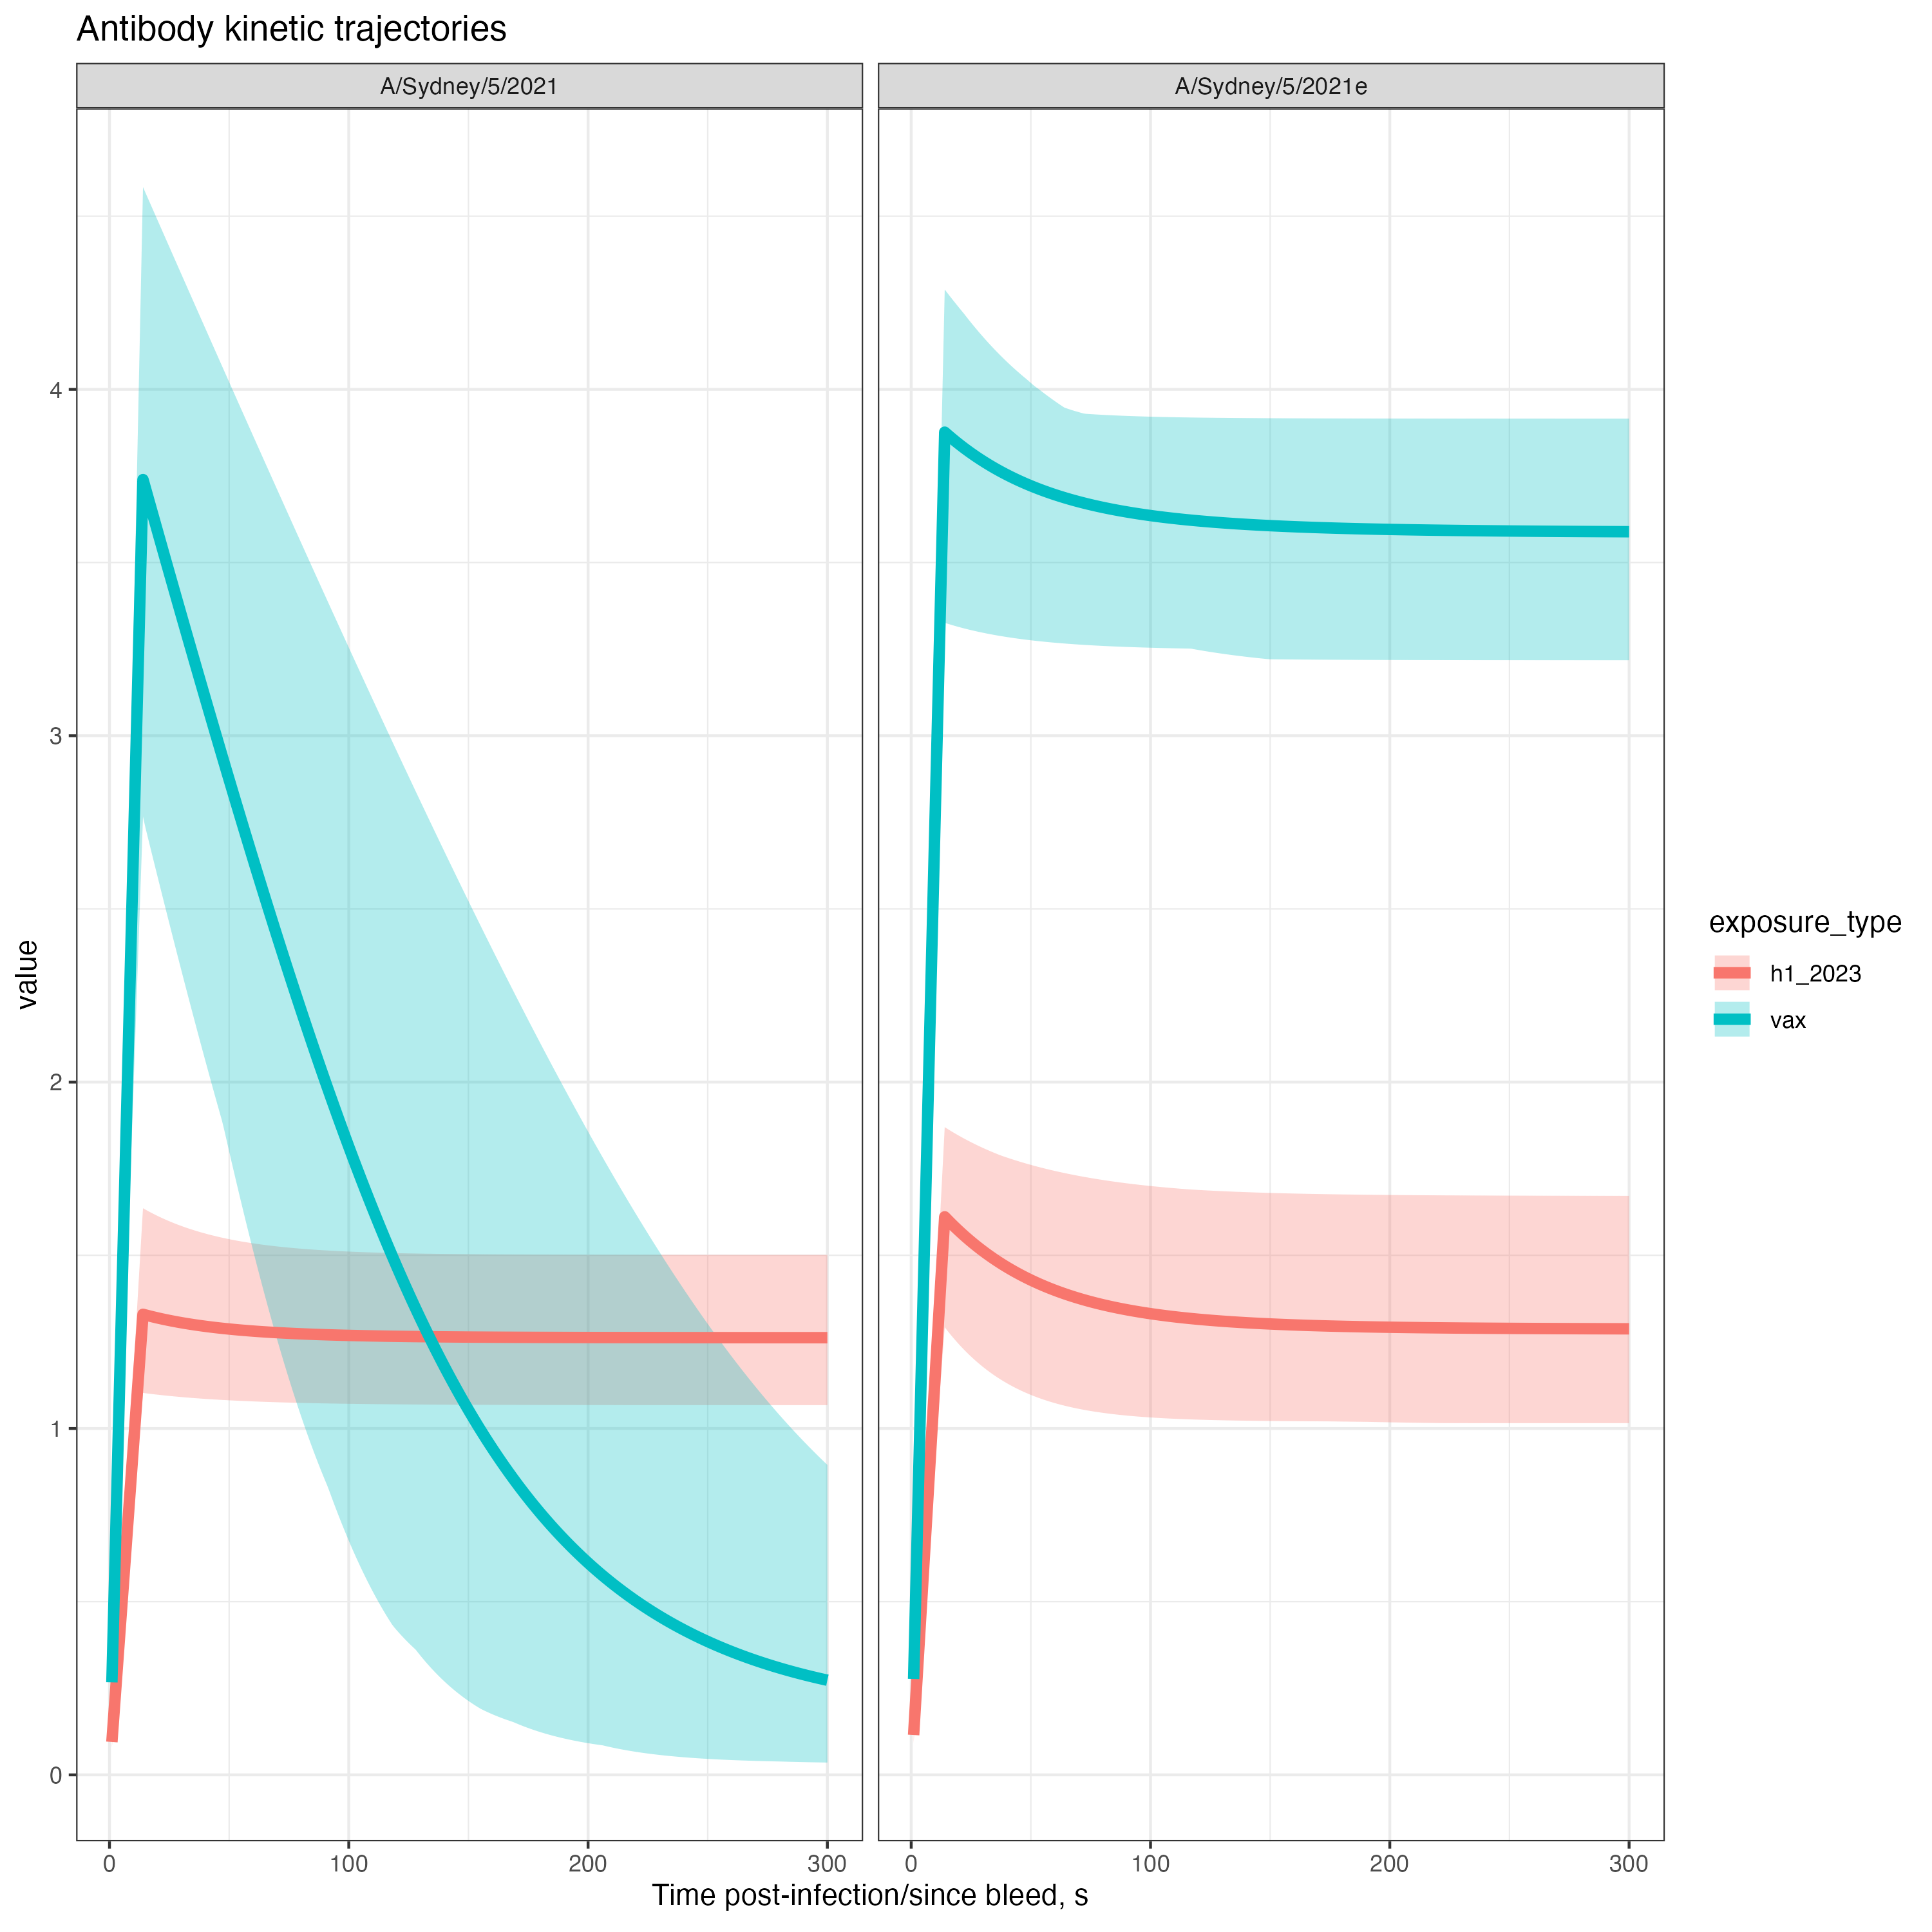 Antibody kinetic trajectories
A/Sydney/5/2021
A/Sydney/5/2021e
value
4
3
2
1
0
0
100
200
300
0
100
200
300
Time post-infection/since bleed, s
exposure_type
h1_2023
vax